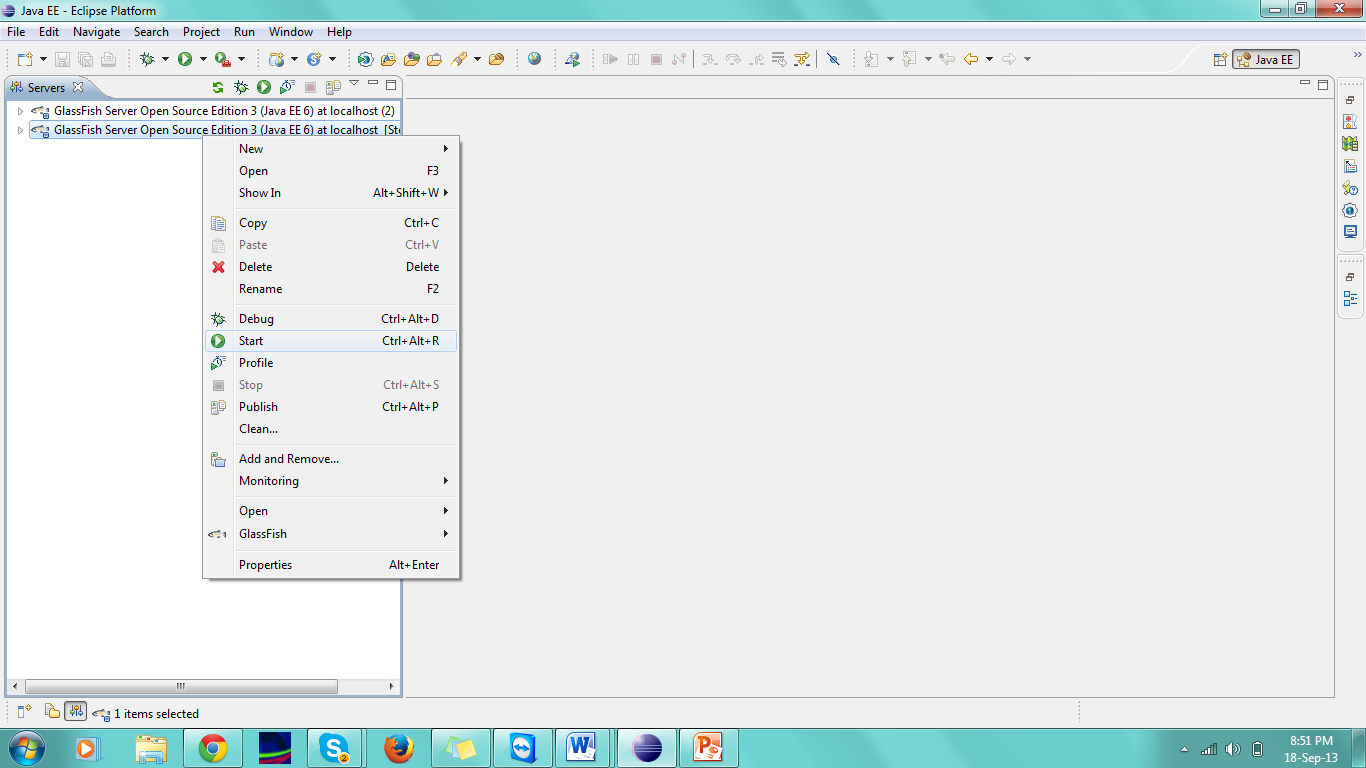 Java EE - Eclipse Platform
File Edit Navigate Search Project Run Window Help
Java EE
Servers
GlassFish Server Open Source Edition 3 (Java EE 6) at localhost (2)
GlassFish Server Open Source Edition 3 (Java EE 6) at localhost [Sto
New
Open F3
Show In Alt+Shift+W
Copy Ctrl+C
Paste Ctrl+V
Delete Delete
Rename F2
Debug Ctrl+Alt+D
Start Ctrl+Alt+R
Profile
Stop Ctrl+Alt+S
Publish Ctrl+Alt+P
Clean...
Add and Remove...
Monitoring
Open
GlassFish
Properties Alt+Enter
1 items selected
2
8:51 PM
18-Sep-13